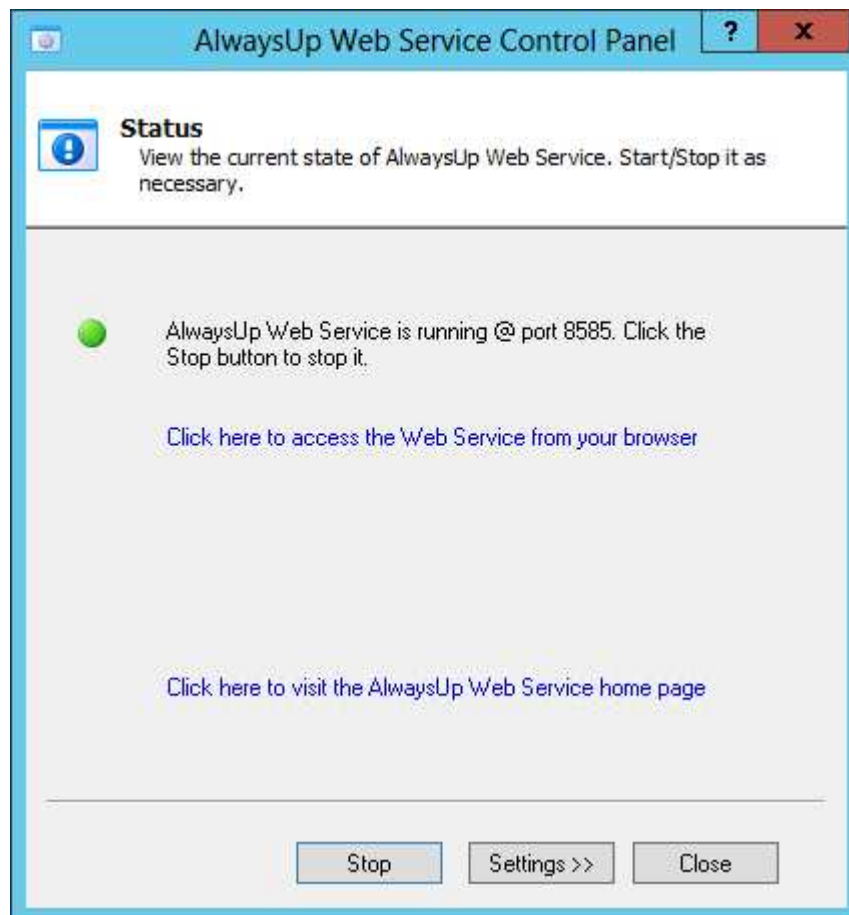 AlwaysUp Web Service Control Panel
?
x
Status
View the current state of AlwaysUp Web Service. Start/Stop it as
necessary.
AlwaysUp Web Service is running @ port 8585. Click the
Stop button to stop it.
Click here to access the Web Service from your browser
Click here to visit the AlwaysUp Web Service home page
Stop
Settings >>
Close